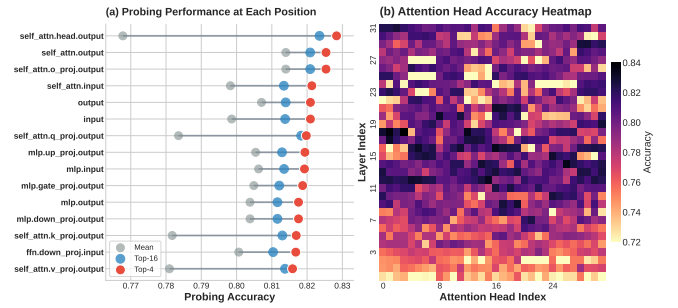 (a) Probing Performance at Each Position
self_attn.head.output
self_attn.output
self_attn.o_proj.output
self_attn.input
output
input
self_attn.q_proj.output
mlp.up_proj.output
mlp.input
mlp.gate_proj.output
mlp.output
mlp.down_proj.output
self_attn.k_proj.output
ffn.down_proj.input
self_attn.v_proj.output
Mean
Top-16
Top-4
0.77 0.78 0.79 0.80 0.81 0.82 0.83
Probing Accuracy
(b) Attention Head Accuracy Heatmap
Layer Index
31
27
23
19
15
11
7
3
0 8 16 24
Attention Head Index
0.84
0.82
0.80
0.78
0.76
0.74
0.72
Accuracy